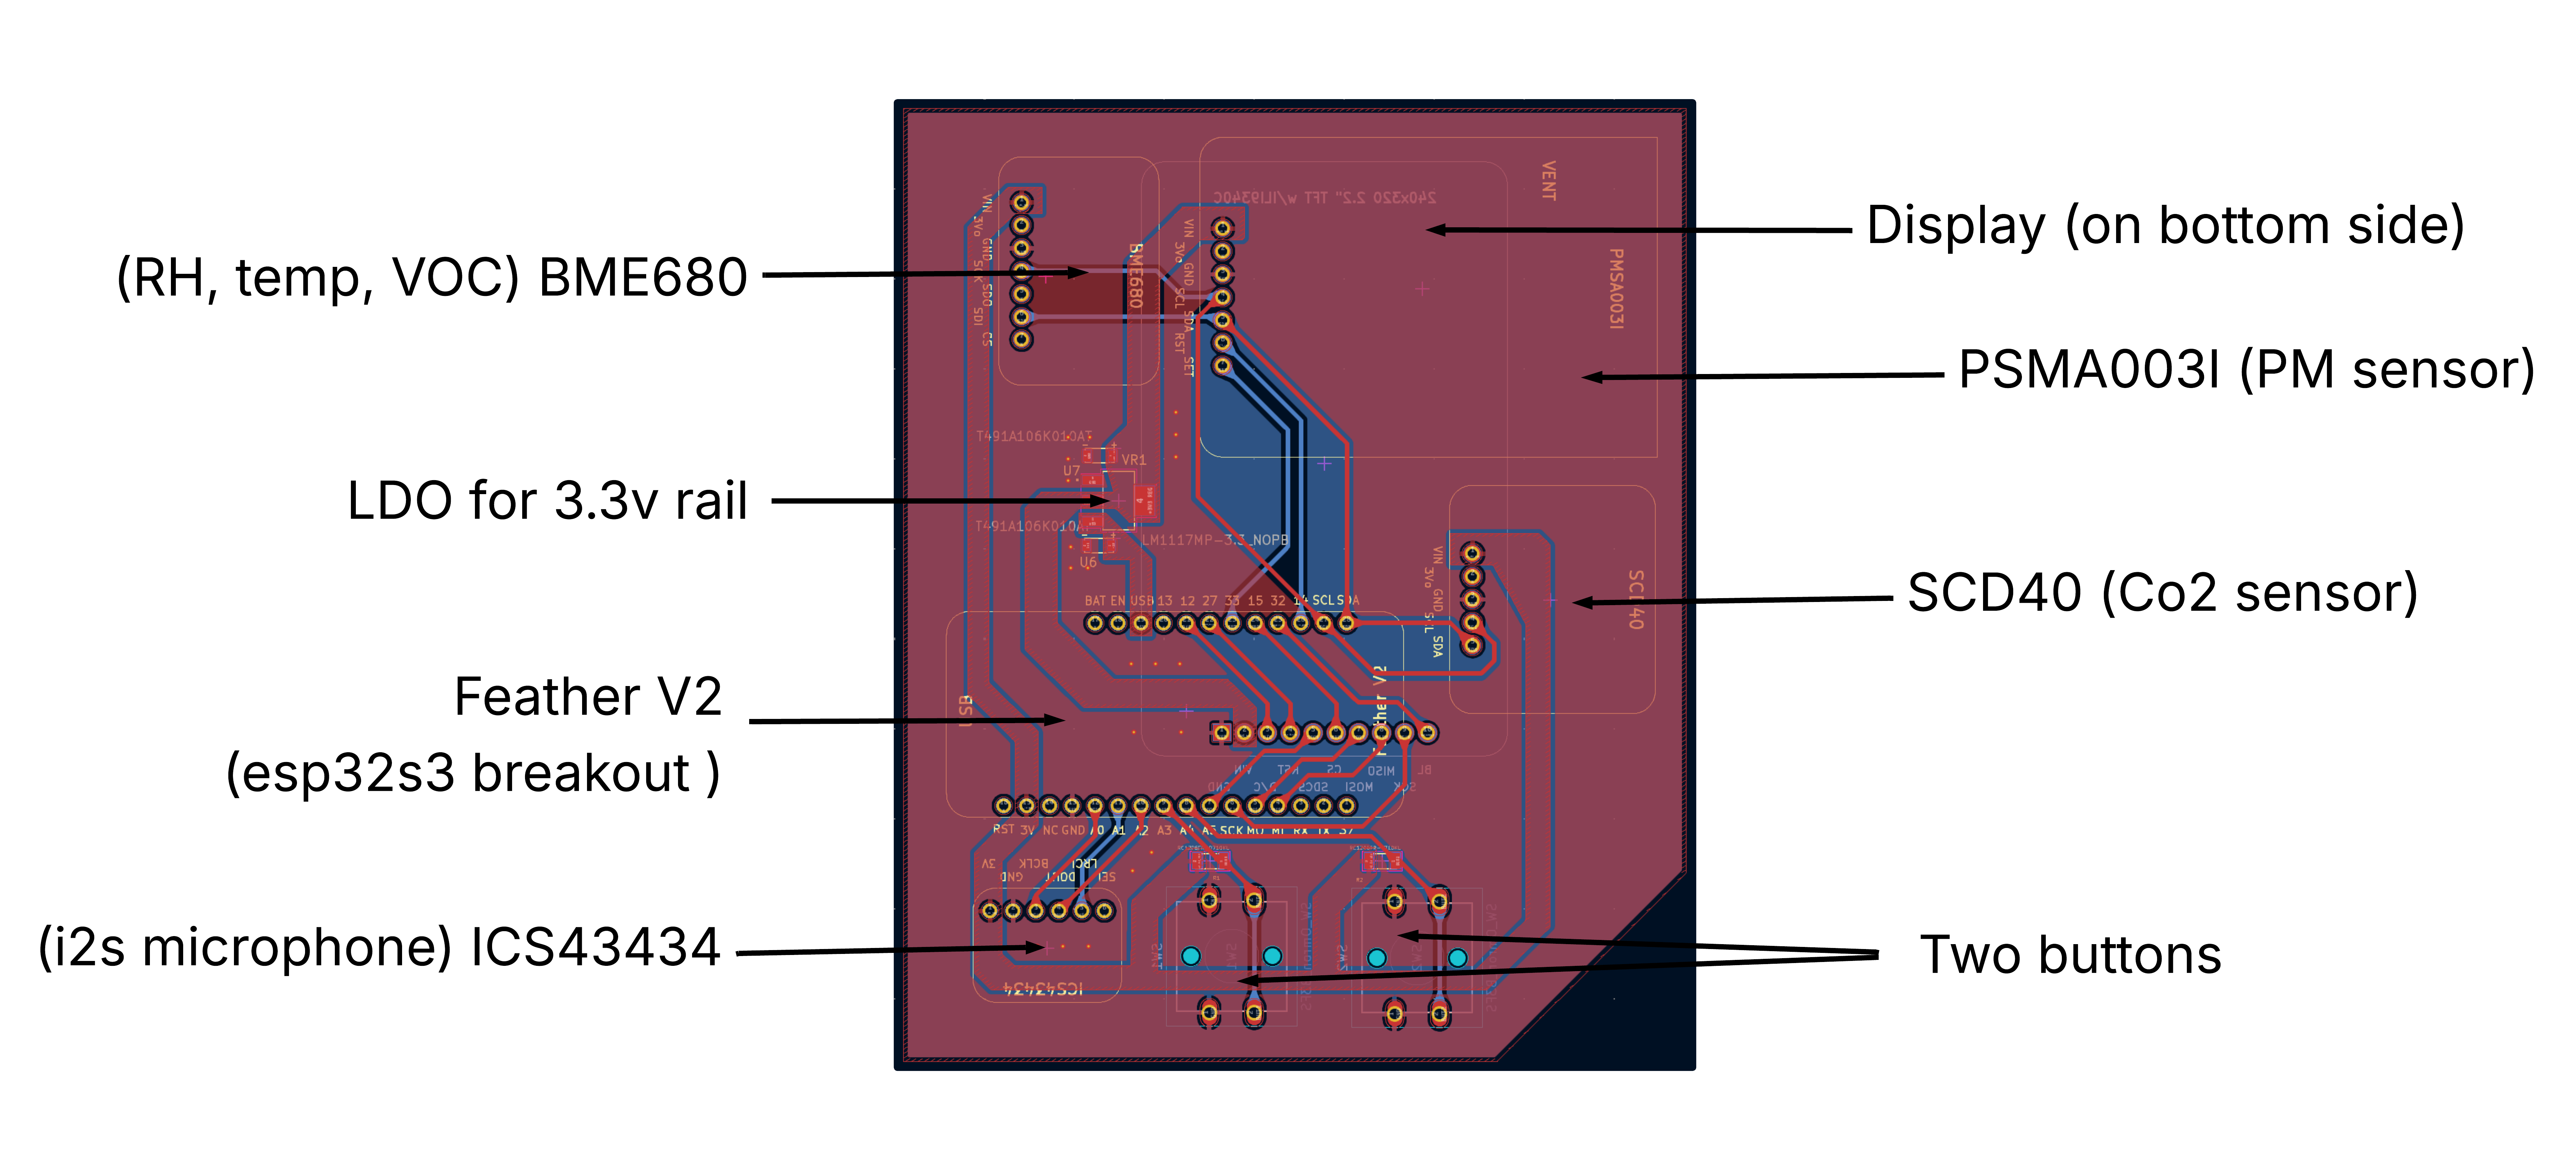 (RH, temp, VOC) BME680
LDO for 3.3v rail
Feather V2
(esp32s3 breakout )
(i2s microphone) ICS43434
Display (on bottom side)
PSMA003I (PM sensor)
SCD40 (Co2 sensor)
Two buttons
240x320 2.2" TFT w/ILI9340C
VENT
PMSA003I
BME680
VIN
3Vo
GND
SCK
SDO
SDI
CS
VIN
3Vo
GND
SCL
SDA
RST
SET
T491A106K010AT
U7
VR1
4
T491A106K010AT
LM1117MP-3.3_NOPB
U6
VIN
3Vo
GND
SCL
SDA
SCD40
BAT EN USB 13 12 27 33 15 32 14 SCL SDA
USB
Feather V2
VIN RST CS MISO BL
GND D/C SDCS MOSI SCK
RST 3V NC GND A0 A1 A2 A3 A4 A5 SCK MO MI RX TX 37
3V BCLK LRCL
GND DOUT SEL
ICS43434
SW1
SW1
SW2
SW2